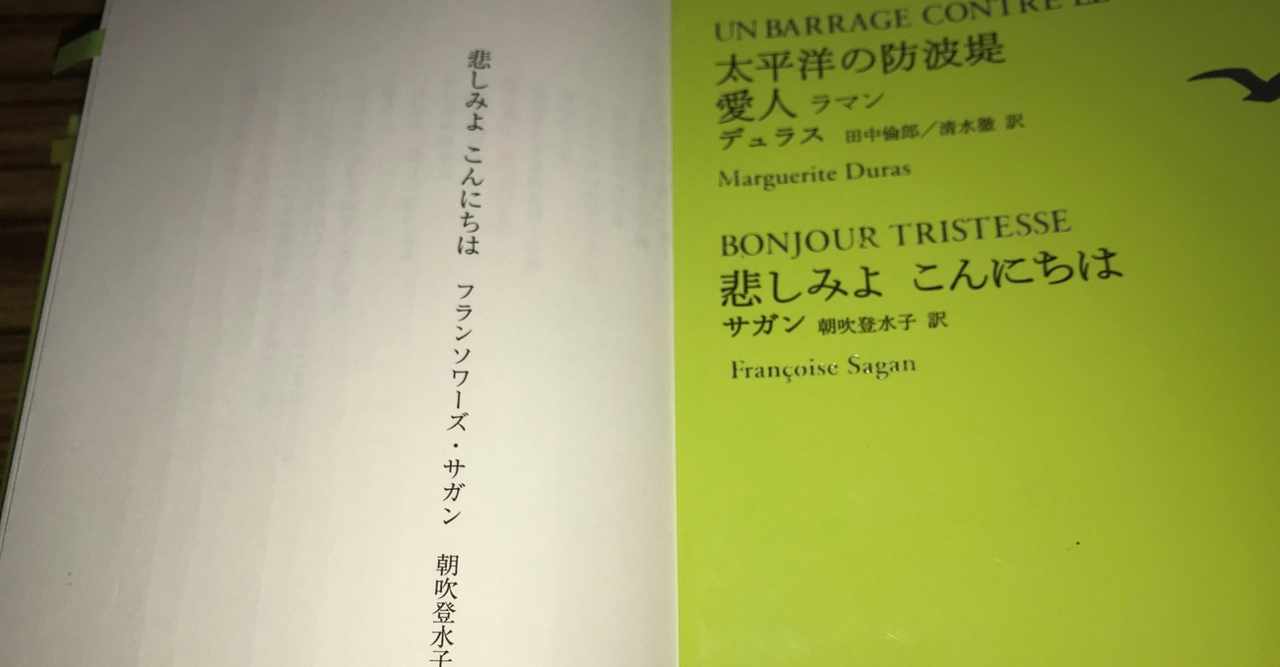 悲しみよ こんにちは フランソワーズ・サガン 朝吹登水子
UN BARRAGE CONTRE LE
太平洋の防波堤
愛人 ラマン
デュラス 田中倫郎／清水徹 訳
Marguerite Duras
BONJOUR TRISTESSE
悲しみよ こんにちは
サガン 朝吹登水子 訳
Françoise Sagan